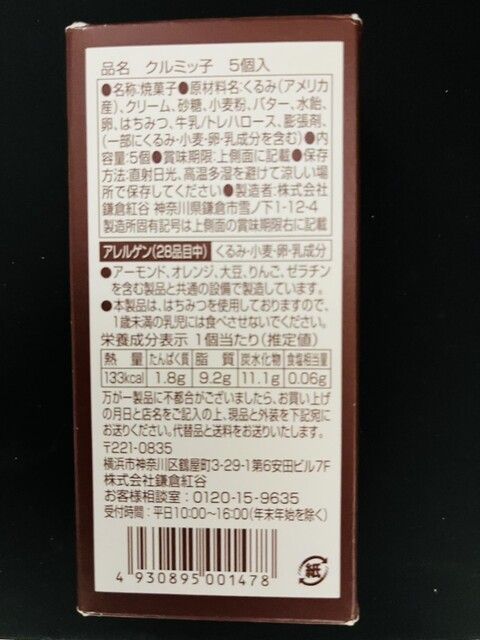 品名 クルミッ子 5個入
●名称:焼菓子●原材料名:くるみ(アメリカ
産)、クリーム、砂糖、小麦粉、バター、水飴、
卵、はちみつ、牛乳/トレハロース、膨張剤、
(一部にくるみ・小麦・卵・乳成分を含む)●内
容量:5個●賞味期限:上側面に記載●保存
方法:直射日光、高温多湿を避けて涼しい場
所で保存してください●製造者:株式会社
鎌倉紅谷 神奈川県鎌倉市雪ノ下1-12-4
製造所固有記号は上側面の賞味期限右に記載
アレルゲン(28品目中) くるみ・小麦・卵・乳成分
●アーモンド、オレンジ、大豆、りんご、ゼラチン
を含む製品と共通の設備で製造しています。
●本製品は、はちみつを使用しておりますので、
1歳未満の乳児には食べさせないでください。
栄養成分表示 1個当たり(推定値)
熱量 たんぱく質 脂質 炭水化物 食塩相当量
133kcal 1.8g 9.2g 11.1g 0.06g
万が一製品に不都合がございましたら、お買い上げ
の月日と店名をご記入の上、現品と外装を下記宛に
お送りください。代替品と送料をお送りいたします。
〒221-0835
横浜市神奈川区鶴屋町3-29-1第6安田ビル7F
株式会社鎌倉紅谷
お客様相談室:0120-15-9635
受付時間:平日10:00~16:00(年末年始を除く)
4 930895 001478
紙